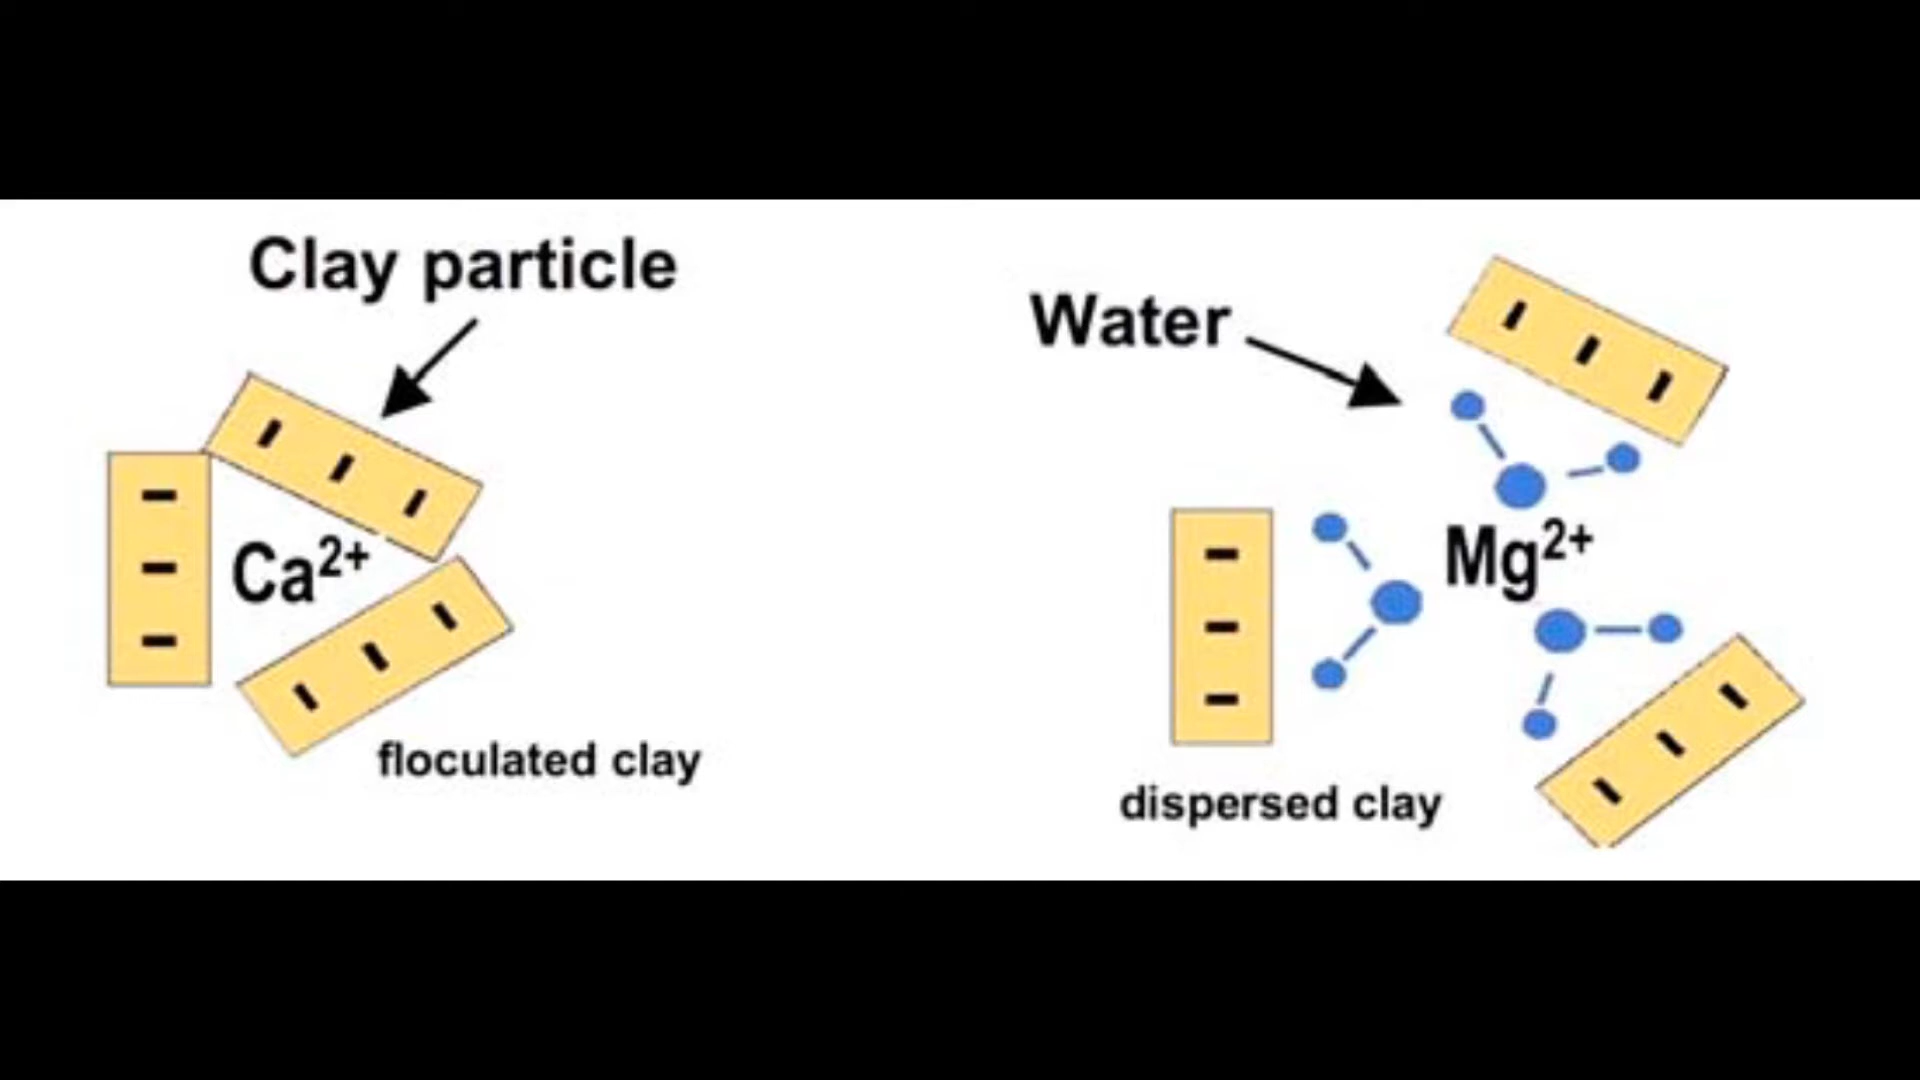 Clay particle
Ca2+
floculated clay
Water
Mg2+
dispersed clay